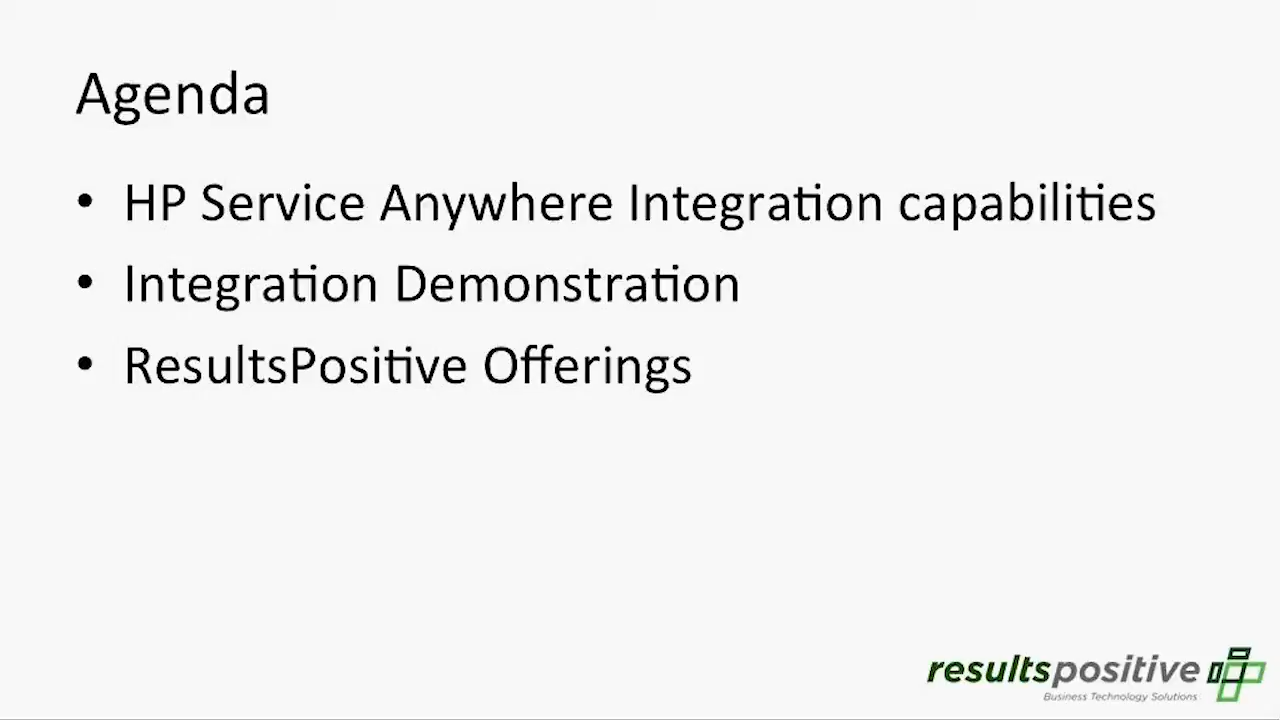 Agenda
• HP Service Anywhere Integration capabilities
• Integration Demonstration
• ResultsPositive Offerings
resultspositive
Business Technology Solutions